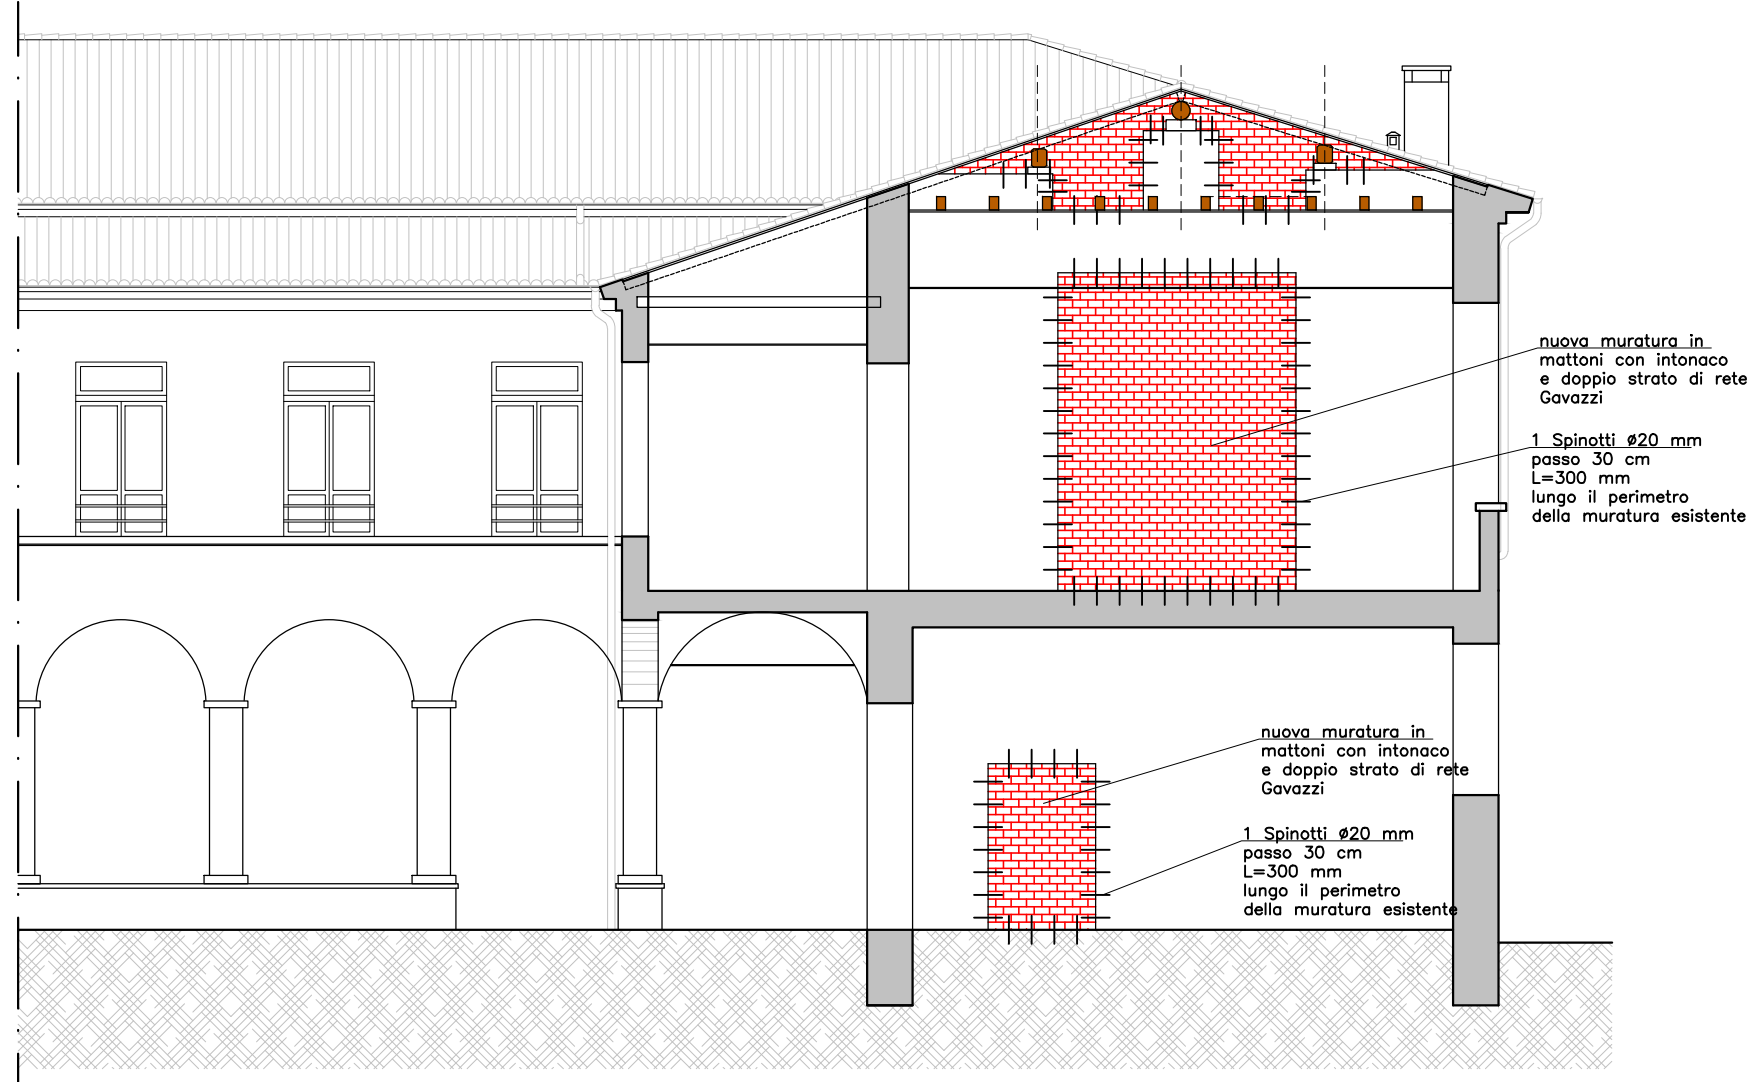 nuova muratura in
mattoni con intonaco
e doppio strato di rete
Gavazzi
1 Spinotti ø20 mm
passo 30 cm
L=300 mm
lungo il perimetro
della muratura esistente
nuova muratura in
mattoni con intonaco
e doppio strato di rete
Gavazzi
1 Spinotti ø20 mm
passo 30 cm
L=300 mm
lungo il perimetro
della muratura esistente